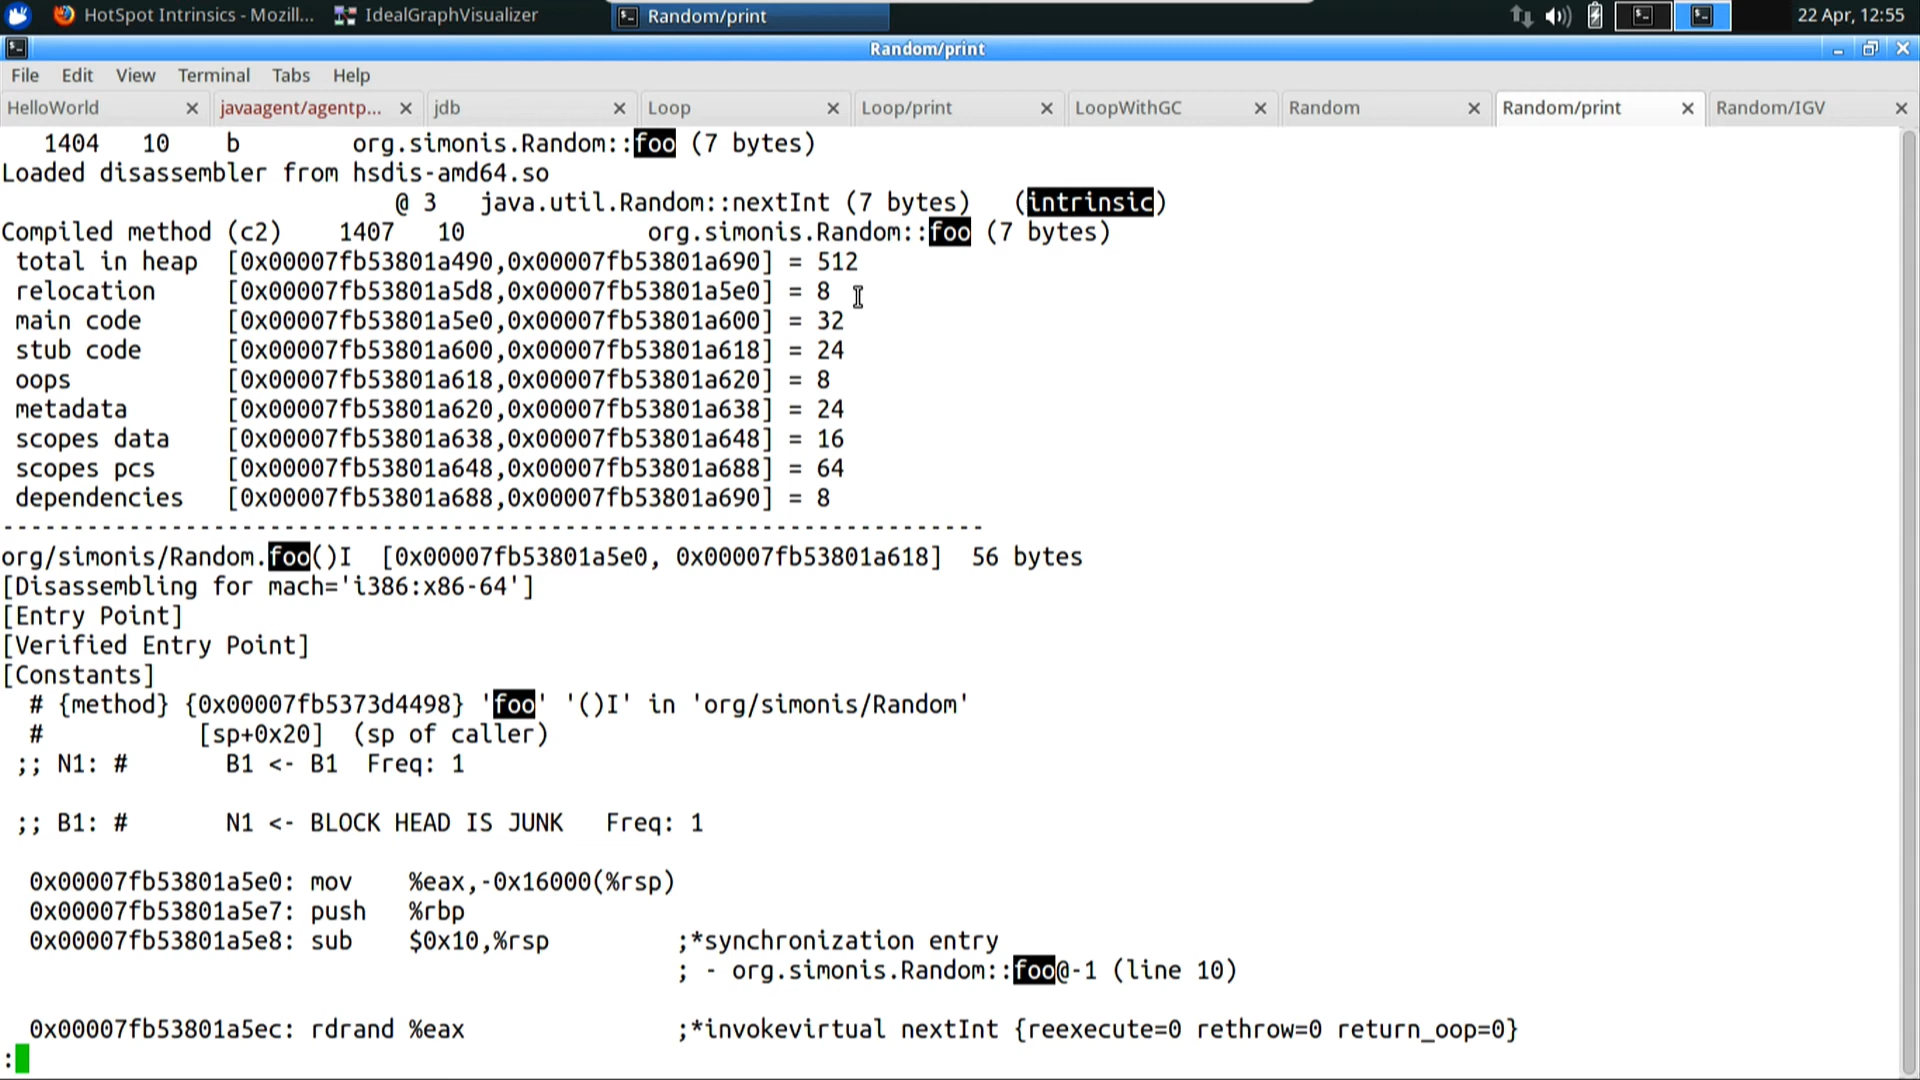 HotSpot Intrinsics - Mozill... IdealGraphVisualizer Random/print 22 Apr, 12:55
Random/print
File Edit View Terminal Tabs Help
HelloWorld javaagent/agentp... jdb Loop Loop/print LoopWithGC Random Random/print Random/IGV
1404 10 b org.simonis.Random::foo (7 bytes)
Loaded disassembler from hsdis-amd64.so
@ 3 java.util.Random::nextInt (7 bytes) (intrinsic)
Compiled method (c2) 1407 10 org.simonis.Random::foo (7 bytes)
total in heap [0x00007fb53801a490,0x00007fb53801a690] = 512
relocation [0x00007fb53801a5d8,0x00007fb53801a5e0] = 8
main code [0x00007fb53801a5e0,0x00007fb53801a600] = 32
stub code [0x00007fb53801a600,0x00007fb53801a618] = 24
oops [0x00007fb53801a618,0x00007fb53801a620] = 8
metadata [0x00007fb53801a620,0x00007fb53801a638] = 24
scopes data [0x00007fb53801a638,0x00007fb53801a648] = 16
scopes pcs [0x00007fb53801a648,0x00007fb53801a688] = 64
dependencies [0x00007fb53801a688,0x00007fb53801a690] = 8
----------------------------------------------------------------------
org/simonis/Random.foo()I [0x00007fb53801a5e0, 0x00007fb53801a618] 56 bytes
[Disassembling for mach='i386:x86-64']
[Entry Point]
[Verified Entry Point]
[Constants]
# {method} {0x00007fb5373d4498} 'foo' '()I' in 'org/simonis/Random'
# [sp+0x20] (sp of caller)
;; N1: # B1 <- B1 Freq: 1
;; B1: # N1 <- BLOCK HEAD IS JUNK Freq: 1
0x00007fb53801a5e0: mov %eax,-0x16000(%rsp)
0x00007fb53801a5e7: push %rbp
0x00007fb53801a5e8: sub $0x10,%rsp ;*synchronization entry
; - org.simonis.Random::foo@-1 (line 10)
0x00007fb53801a5ec: rdrand %eax ;*invokevirtual nextInt {reexecute=0 rethrow=0 return_oop=0}
: